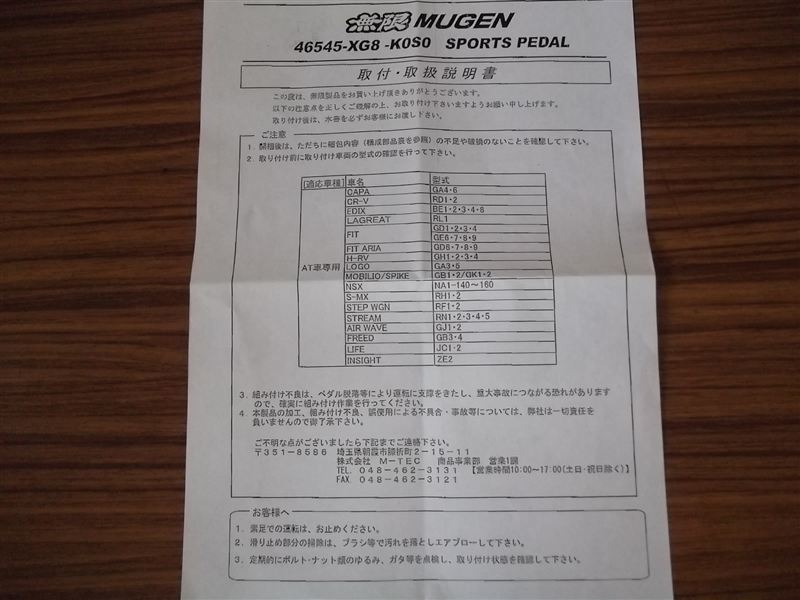 無限 MUGEN
46545-XG8 -K0S0 SPORTS PEDAL
取付・取扱説明書
この度は、無限製品をお買い上げ頂きありがとうございます。
以下の注意点を正しくご理解の上、お取り付け下さいますようお願い申し上げます。
取り付け後は、本書を必ずお客様にお渡し下さい。
ご注意
1. 開梱後は、ただちに梱包内容（構成部品表を参照）の不足や破損のないことを確認して下さい。
2. 取り付け前に取り付け車両の型式の確認を行って下さい。
[適応車種] 車名 型式
AT車専用
CAPA GA4・6
CR-V RD1・2
EDIX BE1・2・3・4・8
LAGREAT RL1
FIT GD1・2・3・4
GE6・7・8・9
FIT ARIA GD6・7・8・9
H-RV GH1・2・3・4
LOGO GA3・5
MOBILIO/SPIKE GB1・2/GK1・2
NSX NA1-140～160
S-MX RH1・2
STEP WGN RF1・2
STREAM RN1・2・3・4・5
AIR WAVE GJ1・2
FREED GB3・4
LIFE JC1・2
INSIGHT ZE2
3. 組み付け不良は、ペダル脱落等により運転に支障をきたし、重大事故につながる恐れがあります
ので、確実に組み付け作業を行ってください。
4. 本製品の加工、組み付け不良、誤使用による不具合・事故等については、弊社は一切責任を
負いませんので御了承下さい。
ご不明な点がございましたら下記までご連絡下さい。
〒351-8586 埼玉県朝霞市膝折町2-15-11
株式会社 M-TEC 商品事業部 営業1課
TEL. 048-462-3131 【営業時間10:00～17:00(土日・祝日除く)】
FAX. 048-462-3121
お客様へ
1. 素足での運転は、お止めください。
2. 滑り止め部分の掃除は、ブラシ等で汚れを落としエアブローして下さい。
3. 定期的にボルト・ナット類のゆるみ、ガタ等を点検し、取り付け状態を確認して下さい。